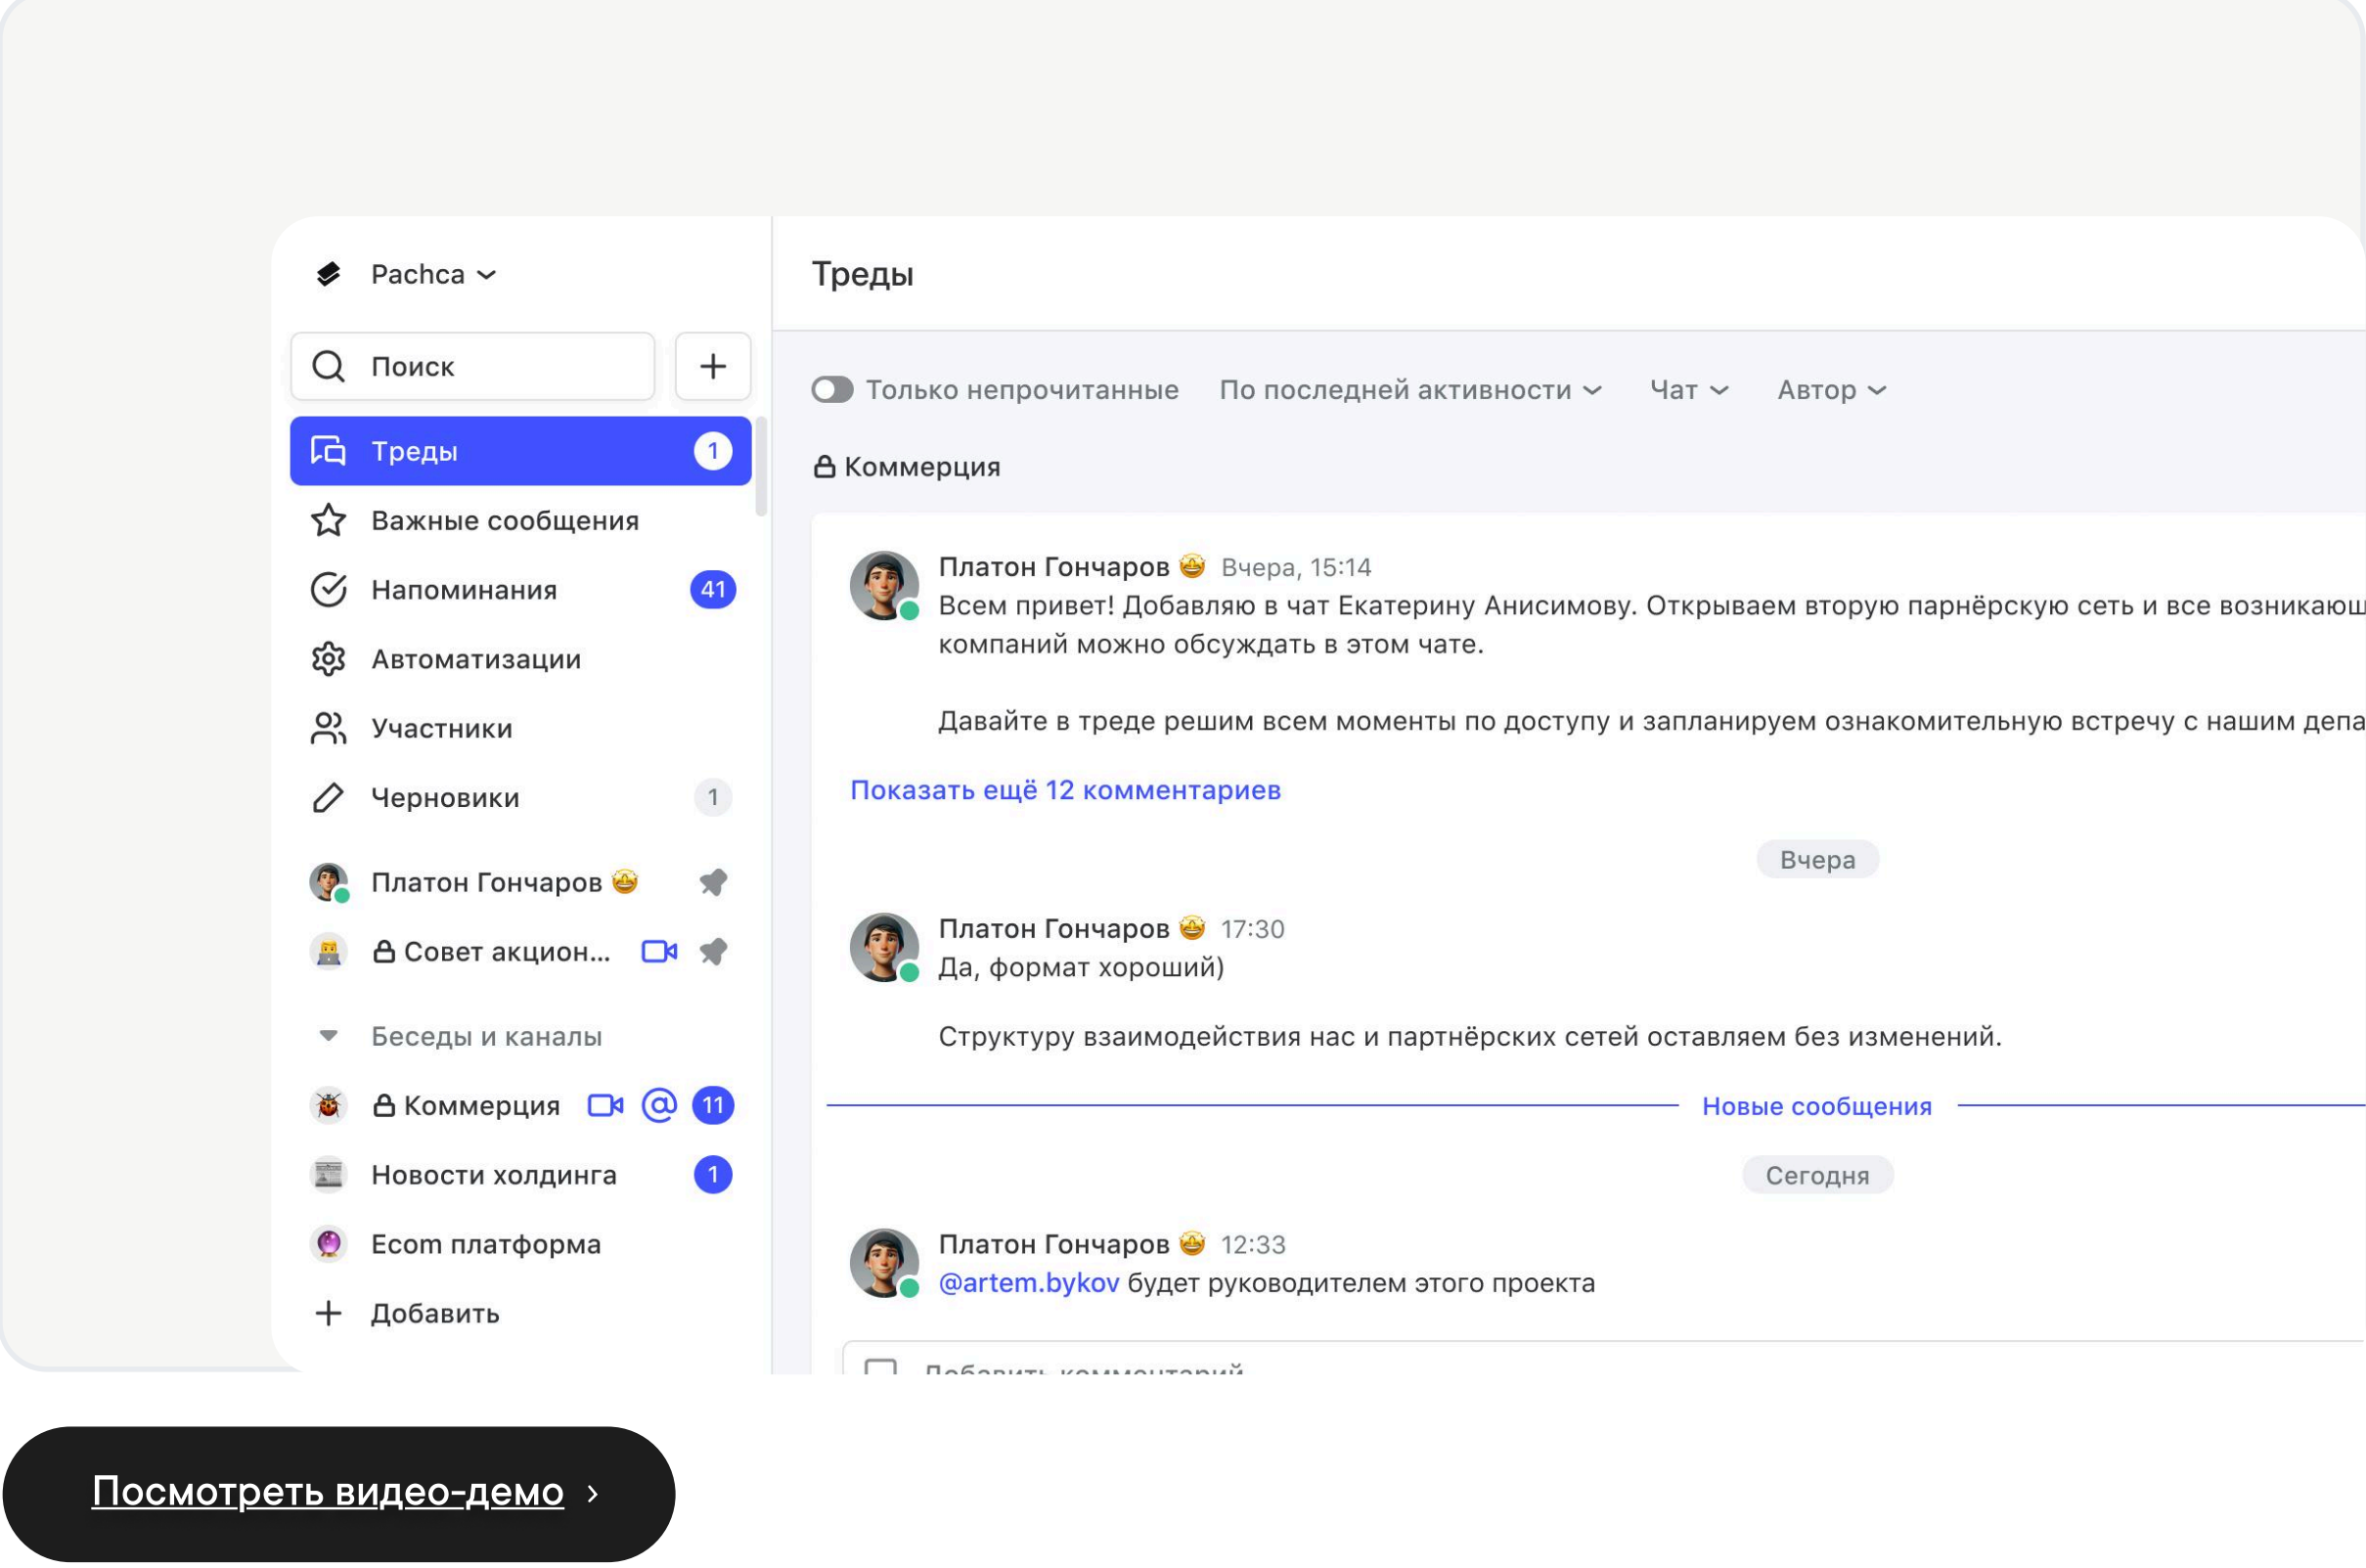 Pachca
Поиск
Треды
1
Важные сообщения
Напоминания
41
Автоматизации
Участники
Черновики
1
Платон Гончаров
Совет акцион...
Беседы и каналы
Коммерция
@
11
Новости холдинга
1
Ecom платформа
Добавить
Треды
Только непрочитанные По последней активности Чат Автор
Коммерция
Платон Гончаров Вчера, 15:14
Всем привет! Добавляю в чат Екатерину Анисимову. Открываем вторую парнёрскую сеть и все возникающ
компаний можно обсуждать в этом чате.
Давайте в треде решим всем моменты по доступу и запланируем ознакомительную встречу с нашим депа
Показать ещё 12 комментариев
Вчера
Платон Гончаров 17:30
Да, формат хороший)
Структуру взаимодействия нас и партнёрских сетей оставляем без изменений.
Новые сообщения
Сегодня
Платон Гончаров 12:33
@artem.bykov будет руководителем этого проекта
Добавить комментарий
Посмотреть видео-демо